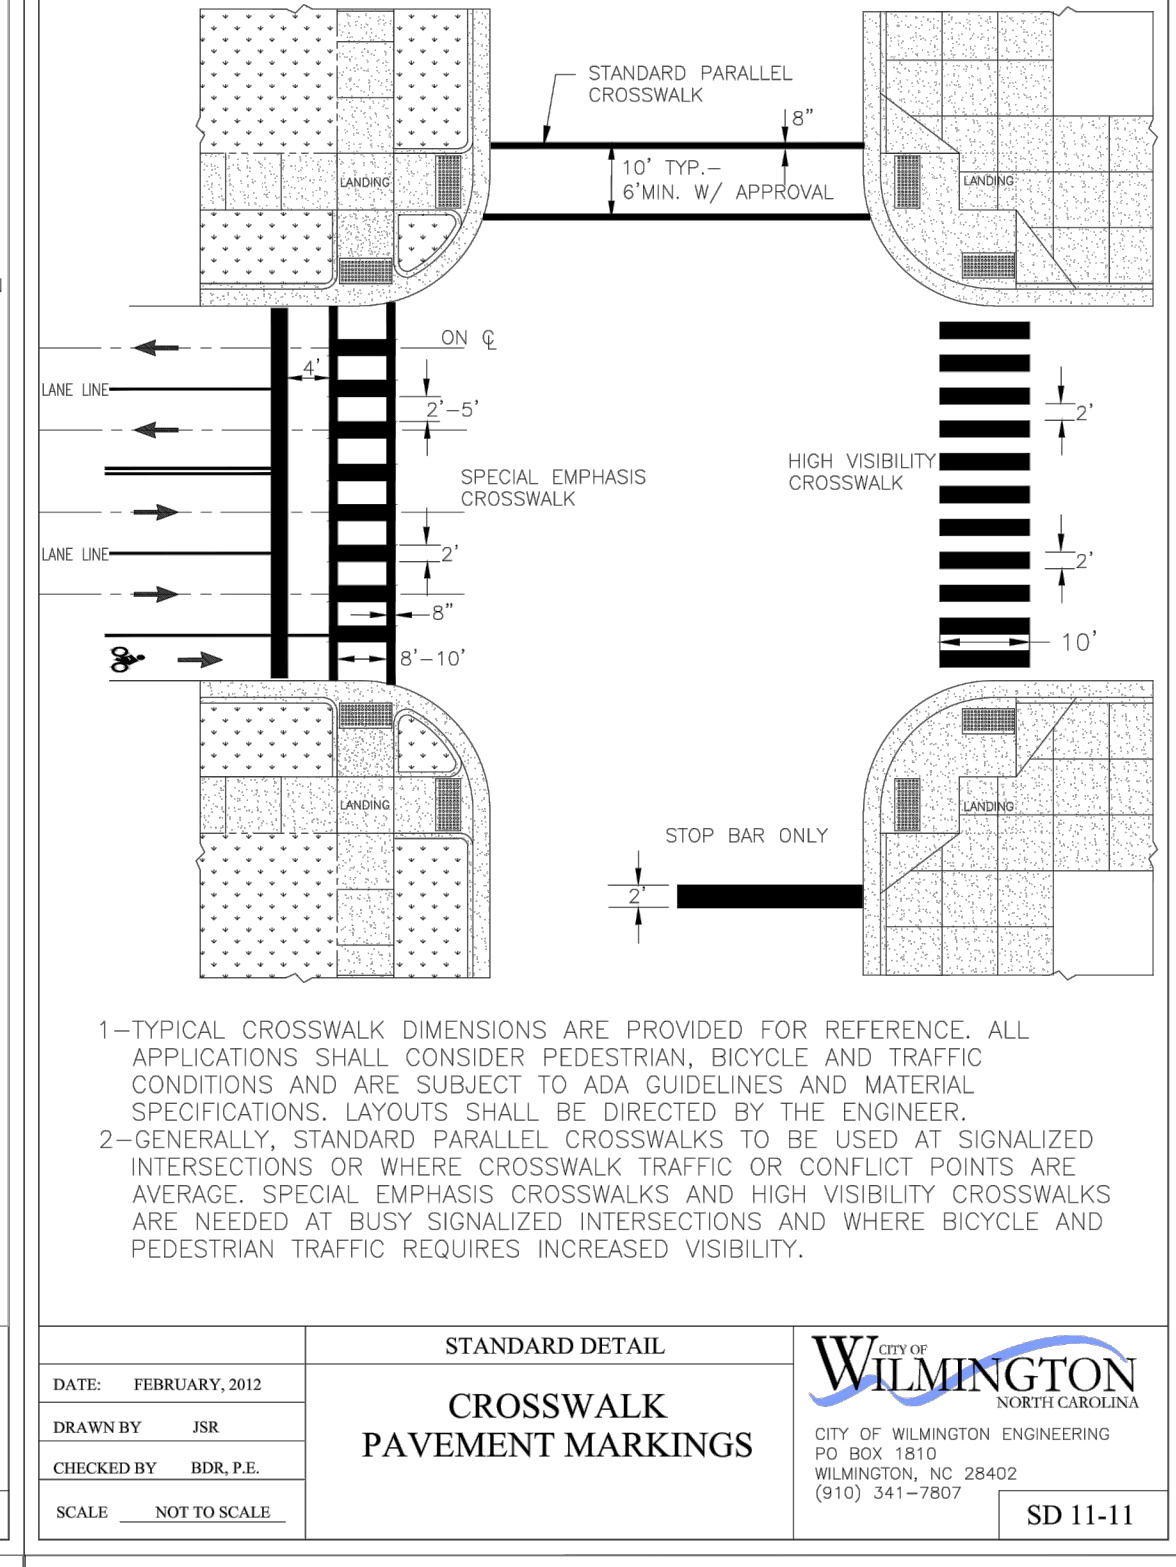 STANDARD PARALLEL
CROSSWALK
8"
10' TYP.–
6'MIN. W/ APPROVAL
LANDING
LANDING
ON ℄
4'
LANE LINE
2'–5'
2'
SPECIAL EMPHASIS
CROSSWALK
HIGH VISIBILITY
CROSSWALK
LANE LINE
2'
2'
8"
10'
8'–10'
LANDING
LANDING
STOP BAR ONLY
2'
1–TYPICAL CROSSWALK DIMENSIONS ARE PROVIDED FOR REFERENCE. ALL
APPLICATIONS SHALL CONSIDER PEDESTRIAN, BICYCLE AND TRAFFIC
CONDITIONS AND ARE SUBJECT TO ADA GUIDELINES AND MATERIAL
SPECIFICATIONS. LAYOUTS SHALL BE DIRECTED BY THE ENGINEER.
2–GENERALLY, STANDARD PARALLEL CROSSWALKS TO BE USED AT SIGNALIZED
INTERSECTIONS OR WHERE CROSSWALK TRAFFIC OR CONFLICT POINTS ARE
AVERAGE. SPECIAL EMPHASIS CROSSWALKS AND HIGH VISIBILITY CROSSWALKS
ARE NEEDED AT BUSY SIGNALIZED INTERSECTIONS AND WHERE BICYCLE AND
PEDESTRIAN TRAFFIC REQUIRES INCREASED VISIBILITY.
DATE: FEBRUARY, 2012
DRAWN BY JSR
CHECKED BY BDR, P.E.
SCALE NOT TO SCALE
STANDARD DETAIL
CROSSWALK
PAVEMENT MARKINGS
CITY OF
WILMINGTON
NORTH CAROLINA
CITY OF WILMINGTON ENGINEERING
PO BOX 1810
WILMINGTON, NC 28402
(910) 341–7807
SD 11-11